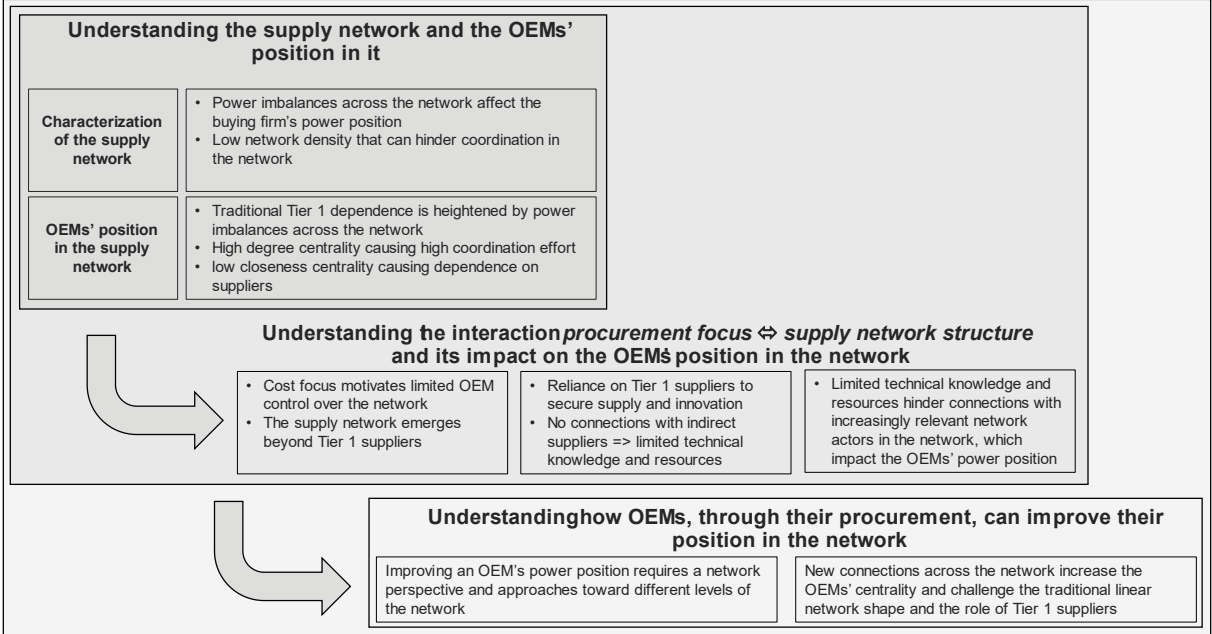 Understanding the supply network and the OEMs'
position in it
Characterization
of the supply
network
• Power imbalances across the network affect the
buying firm's power position
• Low network density that can hinder coordination in
the network
OEMs' position
in the supply
network
• Traditional Tier 1 dependence is heightened by power
imbalances across the network
• High degree centrality causing high coordination effort
• low closeness centrality causing dependence on
suppliers
Understanding the interaction procurement focus ⇔ supply network structure
and its impact on the OEMs' position in the network
• Cost focus motivates limited OEM
control over the network
• The supply network emerges
beyond Tier 1 suppliers
• Reliance on Tier 1 suppliers to
secure supply and innovation
• No connections with indirect
suppliers => limited technical
knowledge and resources
• Limited technical knowledge and
resources hinder connections with
increasingly relevant network
actors in the network, which
impact the OEMs' power position
Understandinghow OEMs, through their procurement, can improve their
position in the network
Improving an OEM's power position requires a network
perspective and approaches toward different levels of
the network
New connections across the network increase the
OEMs' centrality and challenge the traditional linear
network shape and the role of Tier 1 suppliers